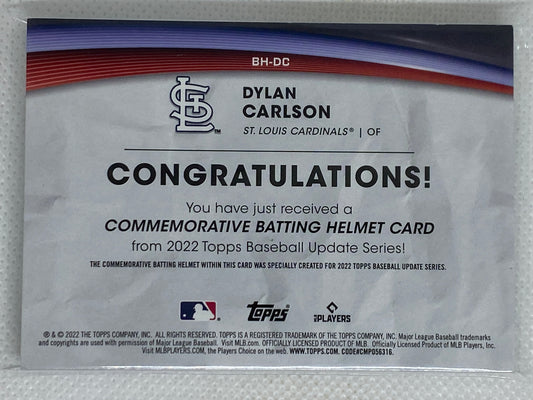 BH-DC
STL
DYLAN
CARLSON
ST. LOUIS CARDINALS® | OF
CONGRATULATIONS!
You have just received a
COMMEMORATIVE BATTING HELMET CARD
from 2022 Topps Baseball Update Series!
THE COMMEMORATIVE BATTING HELMET WITHIN THIS CARD WAS SPECIALLY CREATED FOR 2022 TOPPS BASEBALL UPDATE SERIES.
Topps
PLAYERS
® & © 2022 THE TOPPS COMPANY, INC. ALL RIGHTS RESERVED. TOPPS IS A REGISTERED TRADEMARK OF THE TOPPS COMPANY, INC. Major League Baseball trademarks
and copyrights are used with permission of Major League Baseball. Visit MLB.com. OFFICIALLY LICENSED PRODUCT OF MLB PLAYERS, INC. Officially Licensed Product of MLB Players, Inc.
Visit MLBPLAYERS.COM, the Players Choice on the web. WWW.TOPPS.COM. CODE#CMP056316.